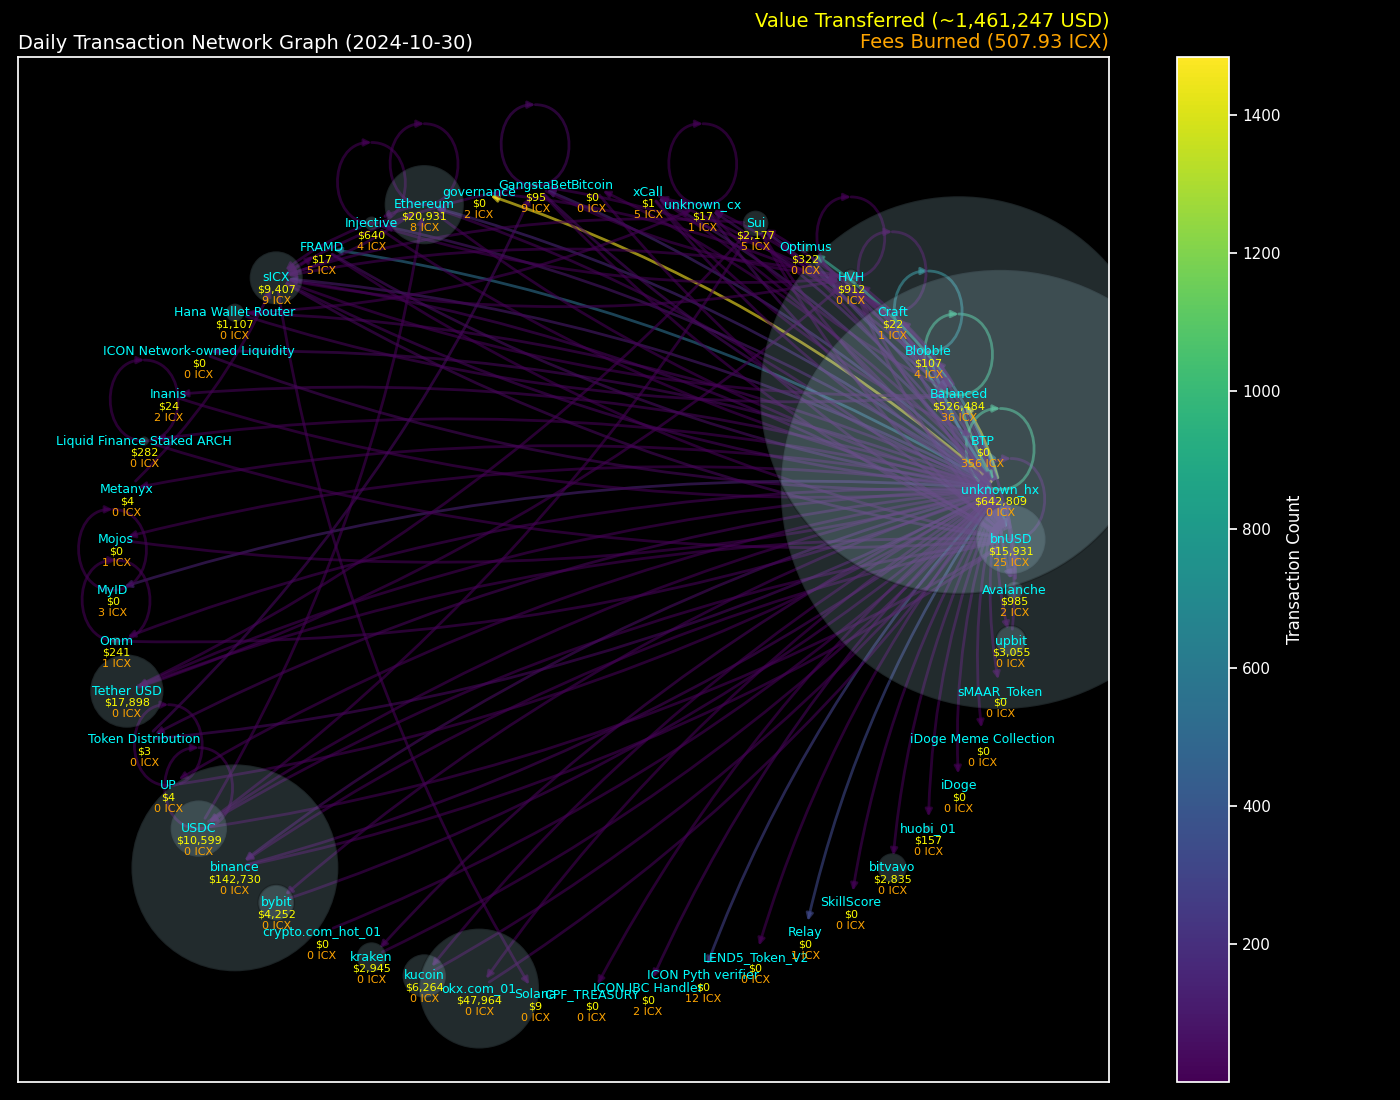 Value Transferred (~1,461,247 USD)
Daily Transaction Network Graph (2024-10-30)
Fees Burned (507.93 ICX)
governance
$0
2 ICX
GangstaBet
$95
9 ICX
Bitcoin
$0
0 ICX
xCall
$1
5 ICX
unknown_cx
$17
1 ICX
Sui
$2,177
5 ICX
Optimus
$322
0 ICX
HVH
$912
0 ICX
Craft
$22
1 ICX
Blobble
$107
4 ICX
Balanced
$526,484
36 ICX
BTP
$0
356 ICX
unknown_hx
$642,809
0 ICX
bnUSD
$15,931
25 ICX
Avalanche
$985
2 ICX
upbit
$3,055
0 ICX
sMAAR_Token
$0
0 ICX
iDoge Meme Collection
$0
0 ICX
iDoge
$0
0 ICX
huobi_01
$157
0 ICX
bitvavo
$2,835
0 ICX
SkillScore
$0
0 ICX
Relay
$0
1 ICX
LEND5_Token_V2
$0
0 ICX
ICON Pyth verifier
$0
12 ICX
ICON IBC Handler
$0
2 ICX
CPF_TREASURY
$0
0 ICX
Solana
$9
0 ICX
okx.com_01
$47,964
0 ICX
kucoin
$6,264
0 ICX
kraken
$2,945
0 ICX
crypto.com_hot_01
$0
0 ICX
bybit
$4,252
0 ICX
binance
$142,730
0 ICX
USDC
$10,599
0 ICX
UP
$4
0 ICX
Token Distribution
$3
0 ICX
Tether USD
$17,898
0 ICX
Omm
$241
1 ICX
MyID
$0
3 ICX
Mojos
$0
1 ICX
Metanyx
$4
0 ICX
Liquid Finance Staked ARCH
$282
0 ICX
Inanis
$24
2 ICX
ICON Network-owned Liquidity
$0
0 ICX
Hana Wallet Router
$1,107
0 ICX
sICX
$9,407
9 ICX
FRAMD
$17
5 ICX
Injective
$640
4 ICX
Ethereum
$20,931
8 ICX
1400
1200
1000
800
600
400
200
Transaction Count